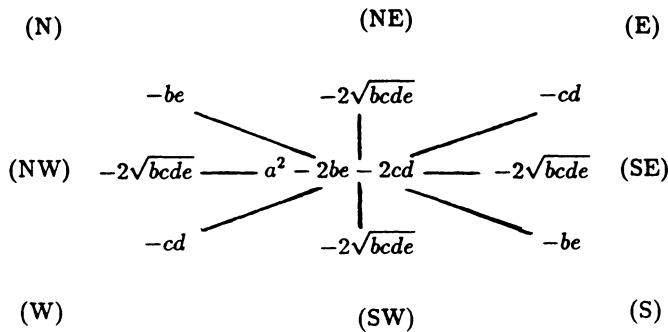 (N) (NE) (E)
−be −2√bcde −cd
(NW) −2√bcde a² − 2be − 2cd −2√bcde (SE)
−cd −2√bcde −be
(W) (SW) (S)